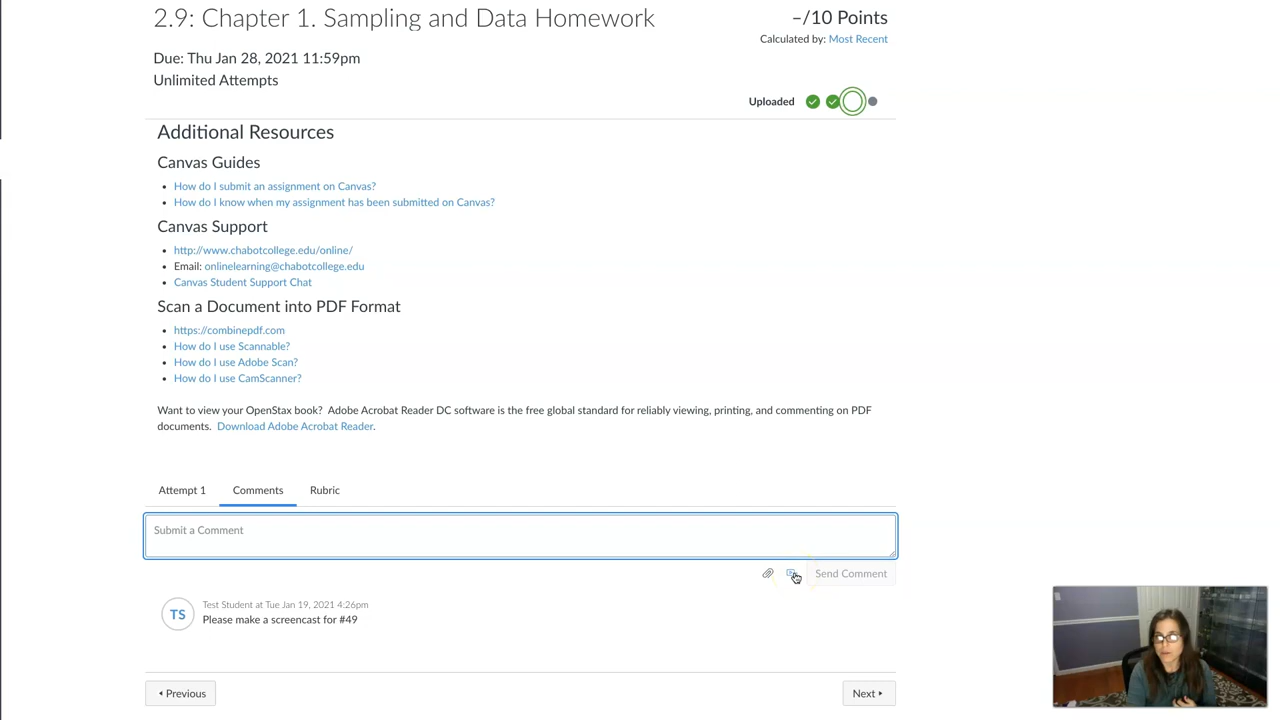 2.9: Chapter 1. Sampling and Data Homework
–/10 Points
Calculated by: Most Recent
Due: Thu Jan 28, 2021 11:59pm
Unlimited Attempts
Uploaded
Additional Resources
Canvas Guides
How do I submit an assignment on Canvas?
How do I know when my assignment has been submitted on Canvas?
Canvas Support
http://www.chabotcollege.edu/online/
Email: onlinelearning@chabotcollege.edu
Canvas Student Support Chat
Scan a Document into PDF Format
https://combinepdf.com
How do I use Scannable?
How do I use Adobe Scan?
How do I use CamScanner?
Want to view your OpenStax book? Adobe Acrobat Reader DC software is the free global standard for reliably viewing, printing, and commenting on PDF
documents. Download Adobe Acrobat Reader.
Attempt 1 Comments Rubric
Submit a Comment
Send Comment
TS
Test Student at Tue Jan 19, 2021 4:26pm
Please make a screencast for #49
Previous
Next